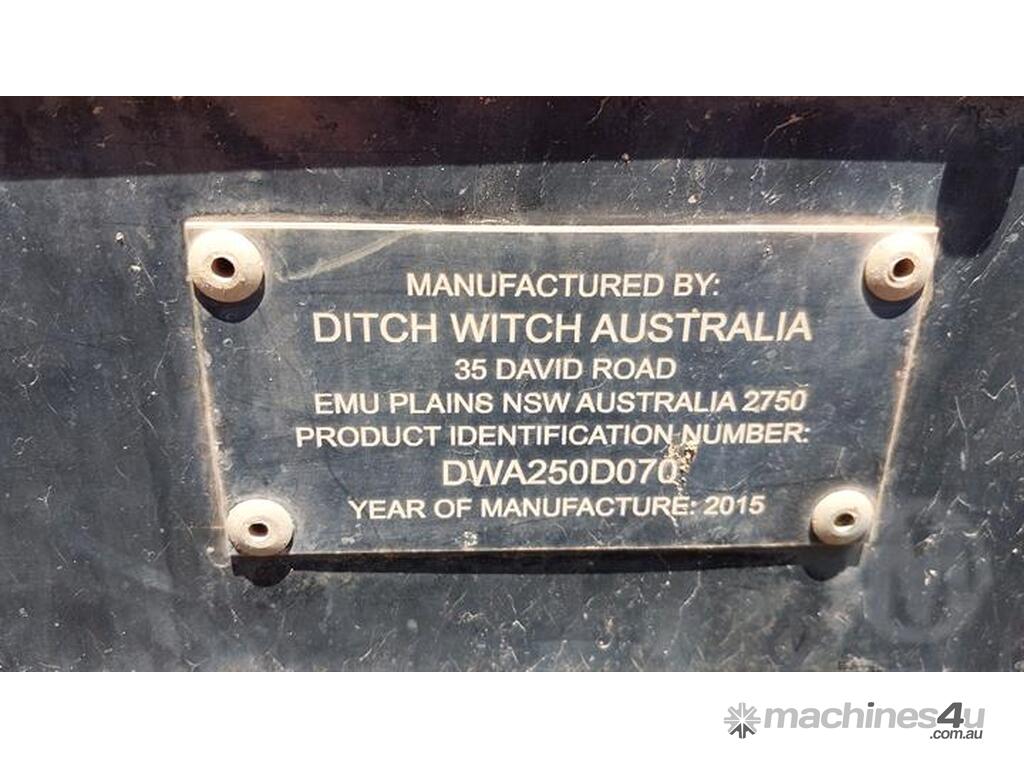 MANUFACTURED BY:
DITCH WITCH AUSTRALIA
35 DAVID ROAD
EMU PLAINS NSW AUSTRALIA 2750
PRODUCT IDENTIFICATION NUMBER:
DWA250D070
YEAR OF MANUFACTURE: 2015
machines4u
.com.au